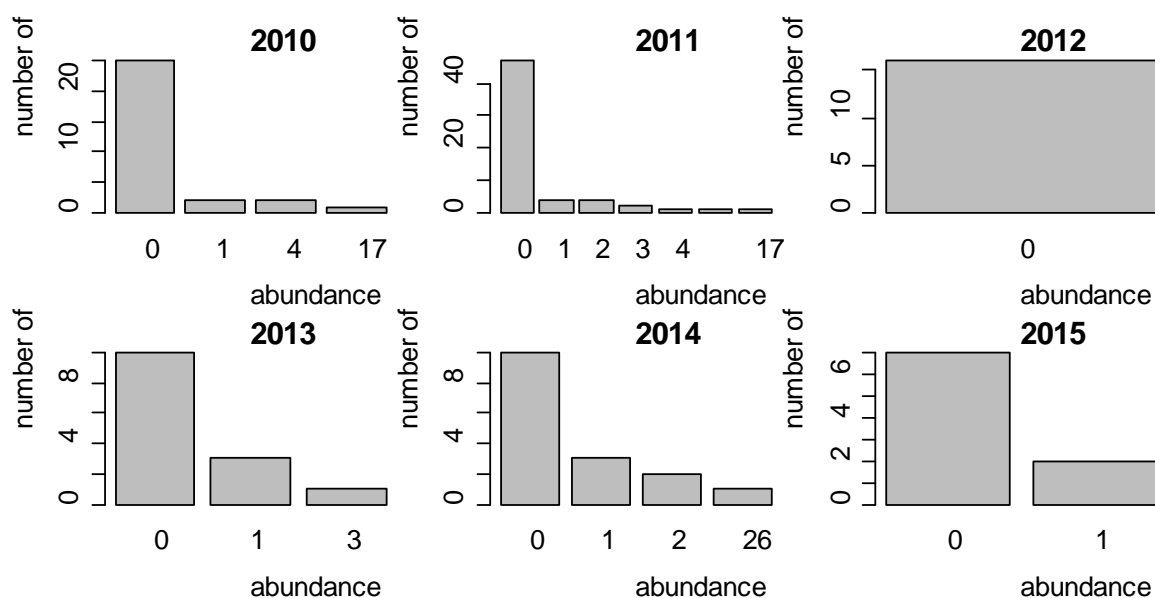 2010 2011 2012
number of number of number of
0 10 20 0 20 40 0 5 10
0 1 4 17 0 1 2 3 4 17 0
abundance abundance abundance
2013 2014 2015
number of number of number of
0 4 8 0 4 8 0 2 4 6
0 1 3 0 1 2 26 0 1
abundance abundance abundance